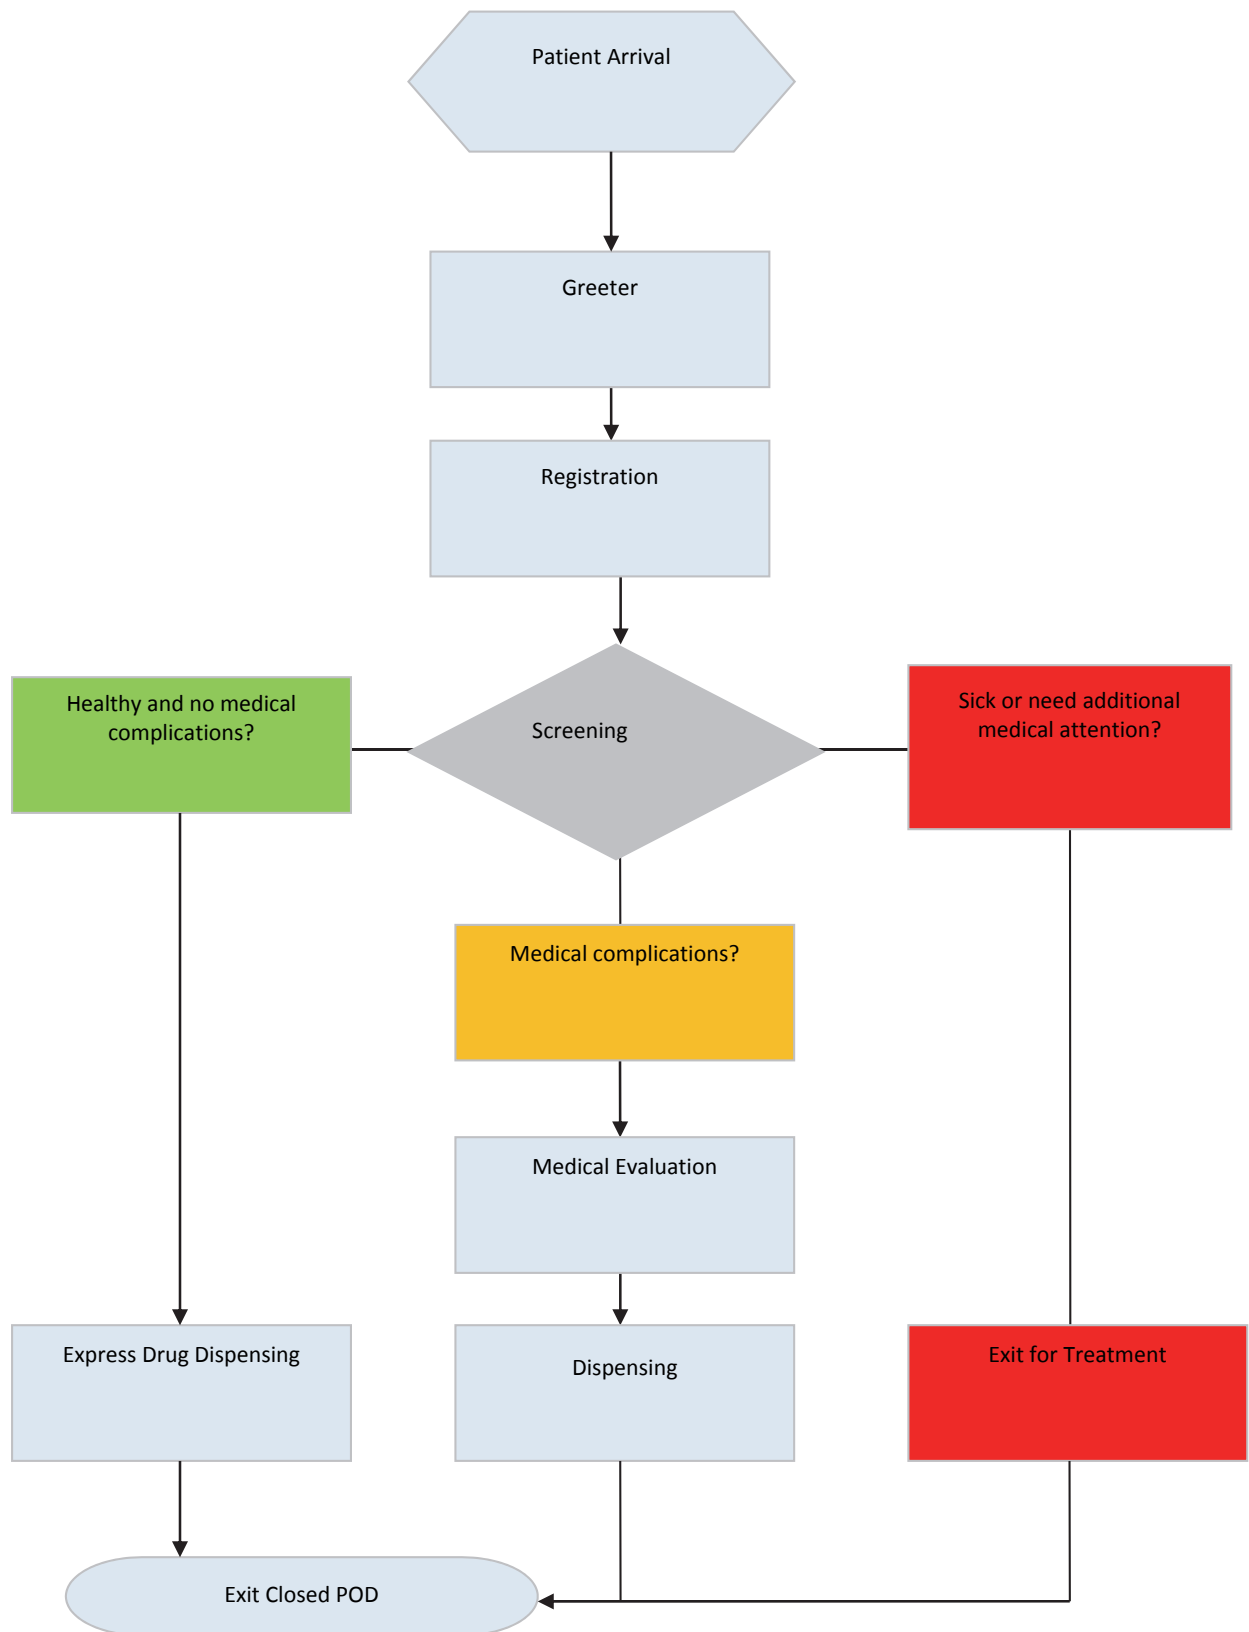 Patient Arrival
Greeter
Registration
Healthy and no medical
complications?
Screening
Sick or need additional
medical attention?
Medical complications?
Medical Evaluation
Express Drug Dispensing
Dispensing
Exit for Treatment
Exit Closed POD